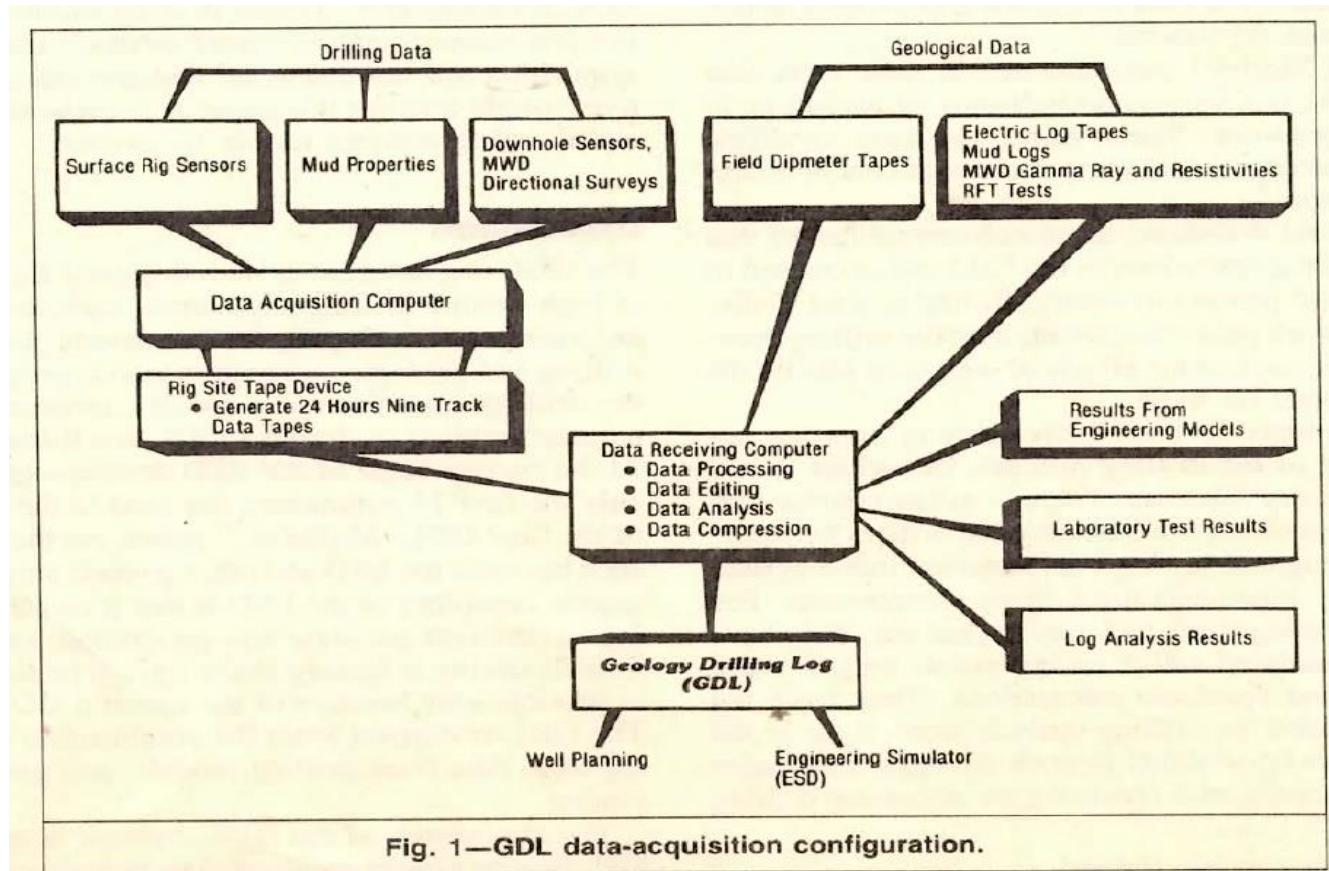 Drilling Data
Geological Data
Surface Rig Sensors
Mud Properties
Downhole Sensors,
MWD
Directional Surveys
Field Dipmeter Tapes
Electric Log Tapes
Mud Logs
MWD Gamma Ray and Resistivities
RFT Tests
Data Acquisition Computer
Rig Site Tape Device
● Generate 24 Hours Nine Track
Data Tapes
Data Receiving Computer
● Data Processing
● Data Editing
● Data Analysis
● Data Compression
Results From
Engineering Models
Laboratory Test Results
Log Analysis Results
Geology Drilling Log
(GDL)
Well Planning
Engineering Simulator
(ESD)
Fig. 1—GDL data-acquisition configuration.